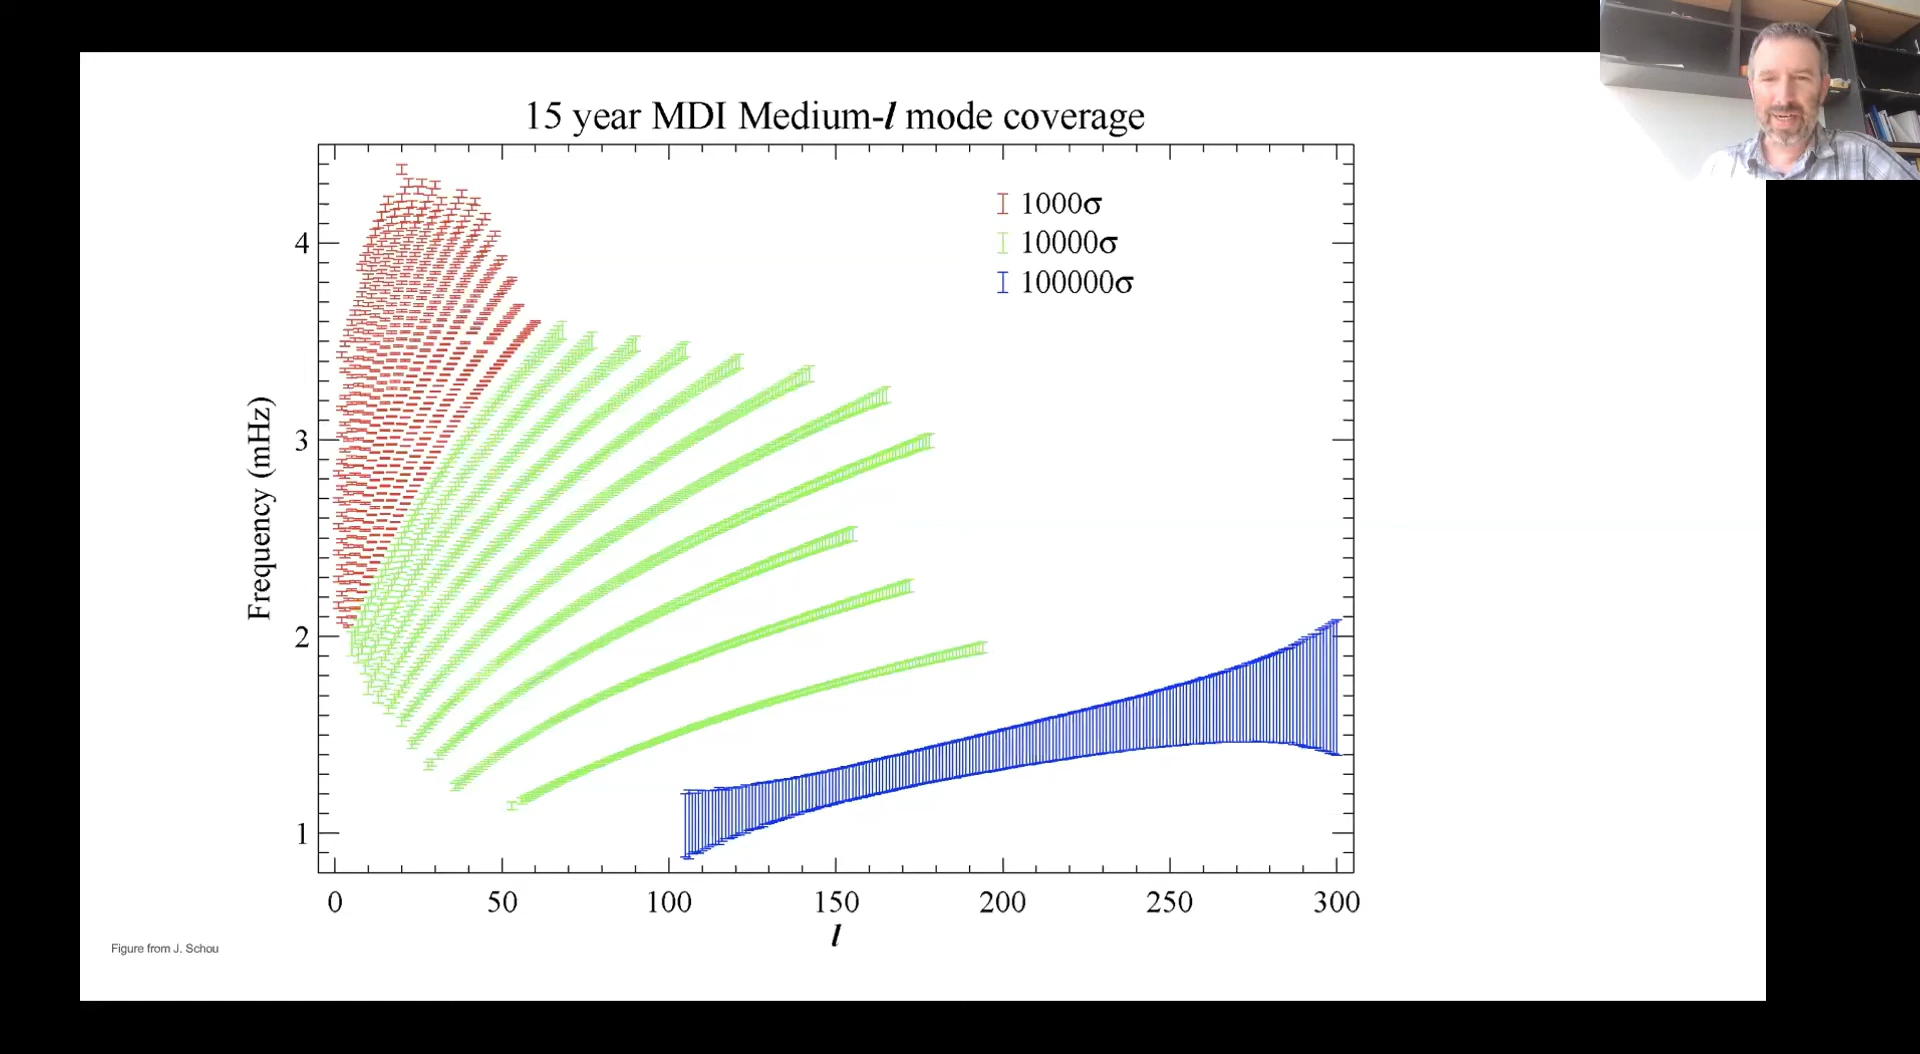 15 year MDI Medium-l mode coverage
1000σ
10000σ
100000σ
Frequency (mHz)
4
3
2
1
0 50 100 150 200 250 300
l
Figure from J. Schou